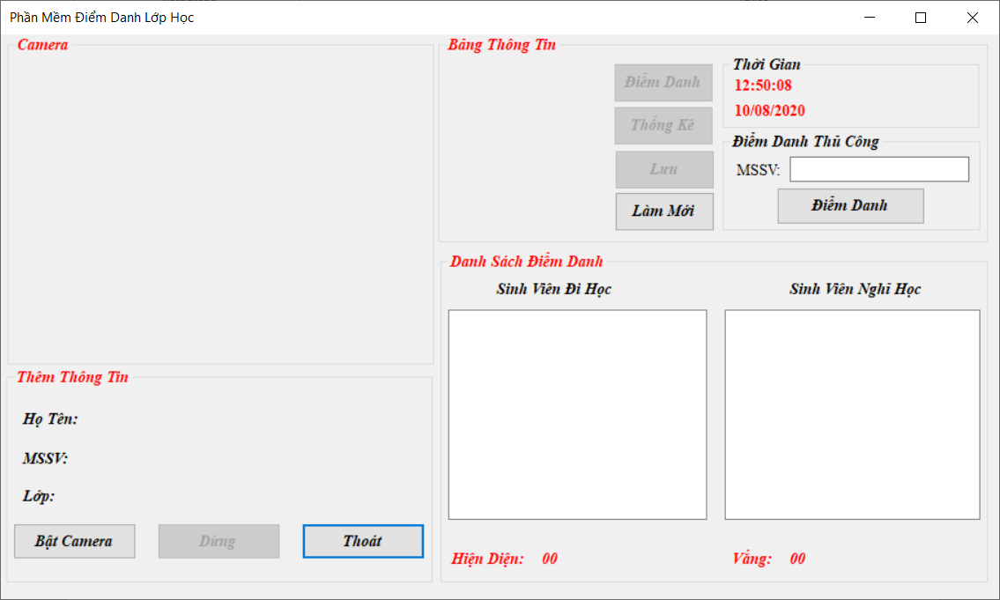 Phần Mềm Điểm Danh Lớp Học
Camera
Bảng Thông Tin
Điểm Danh
Thống Kê
Lưu
Làm Mới
Thời Gian
12:50:08
10/08/2020
Điểm Danh Thủ Công
MSSV:
Điểm Danh
Danh Sách Điểm Danh
Sinh Viên Đi Học
Sinh Viên Nghỉ Học
Hiện Diện: 00
Vắng: 00
Thêm Thông Tin
Họ Tên:
MSSV:
Lớp:
Bật Camera
Dừng
Thoát